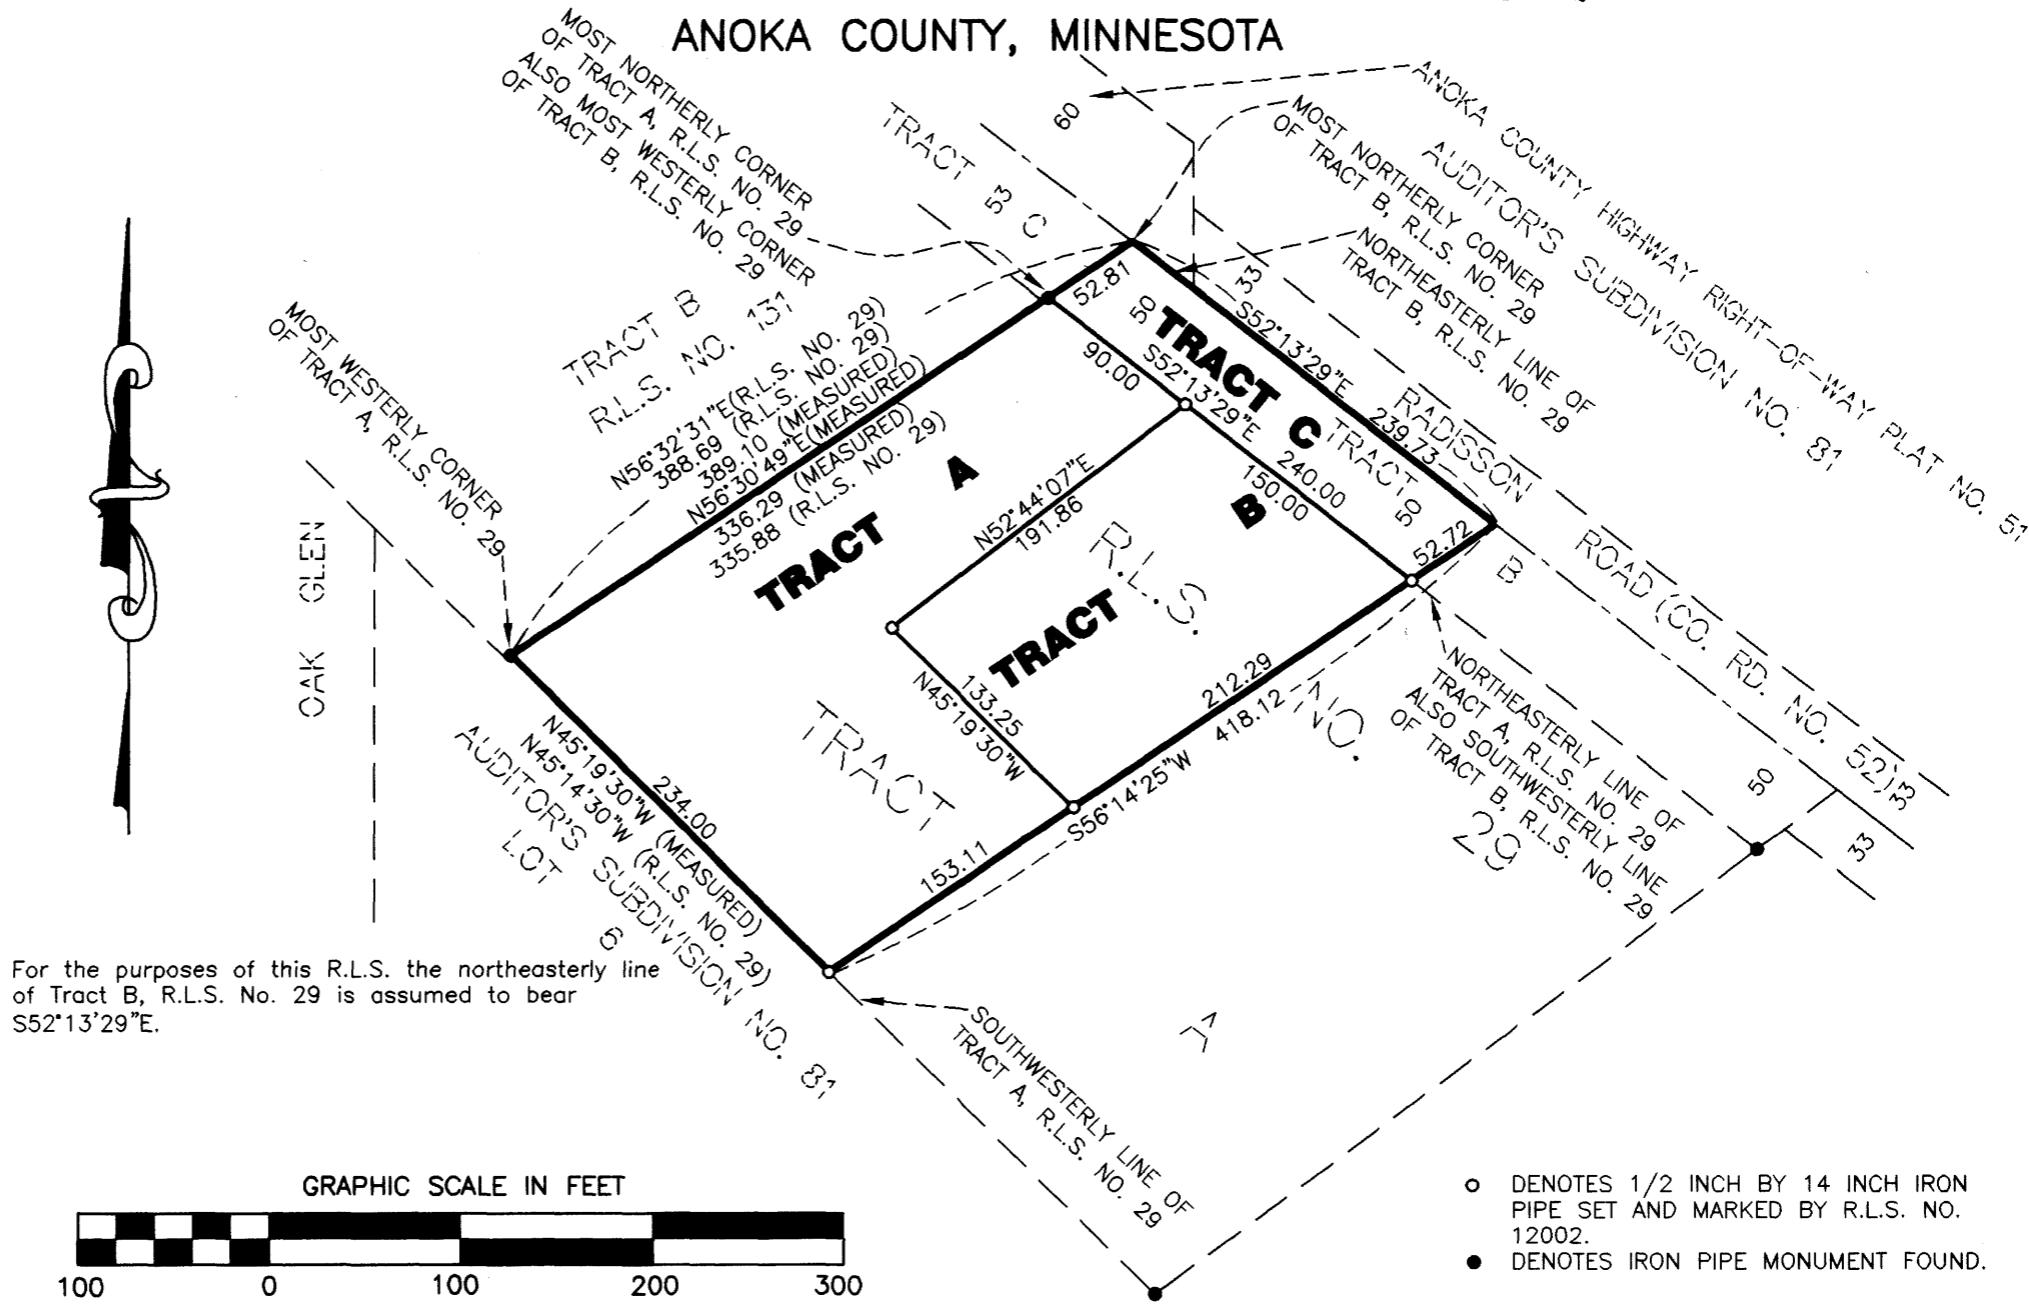 ANOKA COUNTY, MINNESOTA
MOST NORTHERLY CORNER
OF TRACT A, R.L.S. NO. 29
ALSO MOST WESTERLY CORNER
OF TRACT B, R.L.S. NO. 29
TRACT C
53
60
ANOKA COUNTY HIGHWAY RIGHT-OF-WAY PLAT NO. 51
AUDITOR'S SUBDIVISION NO. 81
MOST NORTHERLY CORNER
OF TRACT B, R.L.S. NO. 29
NORTHEASTERLY LINE OF
TRACT B, R.L.S. NO. 29
33
MOST WESTERLY CORNER
OF TRACT A, R.L.S. NO. 29
TRACT B
R.L.S. NO. 131
N56°32'31"E(R.L.S. NO. 29)
388.69 (R.L.S. NO. 29)
389.10 (MEASURED)
N56°30'49"E(MEASURED)
336.29 (MEASURED)
335.88 (R.L.S. NO. 29)
52.81
50
TRACT C
S52°13'29"E
239.73
90.00
S52°13'29"E
240.00
150.00
TRACT
50
B
52.72
RADISSON ROAD (CO. RD. NO. 52)
33
50
33
TRACT A
N52°44'07"E
191.86
TRACT B
R.L.S.
NO.
29
133.25
N45°19'30"W
212.29
418.12
S56°14'25"W
153.11
TRACT
A
NORTHEASTERLY LINE OF
TRACT A, R.L.S. NO. 29
ALSO SOUTHWESTERLY LINE
OF TRACT B, R.L.S. NO. 29
OAK GLEN
234.00
N45°19'30"W (MEASURED)
N45°14'30"W (R.L.S. NO. 29)
AUDITOR'S SUBDIVISION NO. 81
LOT 6
SOUTHWESTERLY LINE OF
TRACT A, R.L.S. NO. 29
For the purposes of this R.L.S. the northeasterly line
of Tract B, R.L.S. No. 29 is assumed to bear
S52°13'29"E.
GRAPHIC SCALE IN FEET
100 0 100 200 300
DENOTES 1/2 INCH BY 14 INCH IRON
PIPE SET AND MARKED BY R.L.S. NO.
12002.
DENOTES IRON PIPE MONUMENT FOUND.